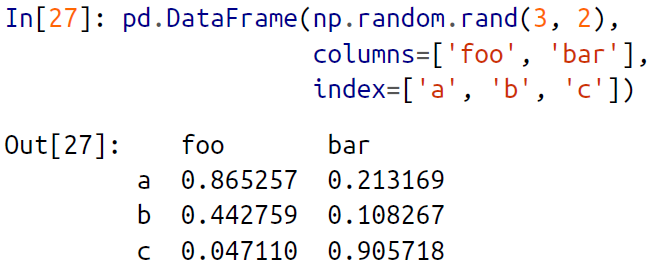 In[27]: pd.DataFrame(np.random.rand(3, 2),
columns=['foo', 'bar'],
index=['a', 'b', 'c'])
Out[27]: foo bar
a 0.865257 0.213169
b 0.442759 0.108267
c 0.047110 0.905718